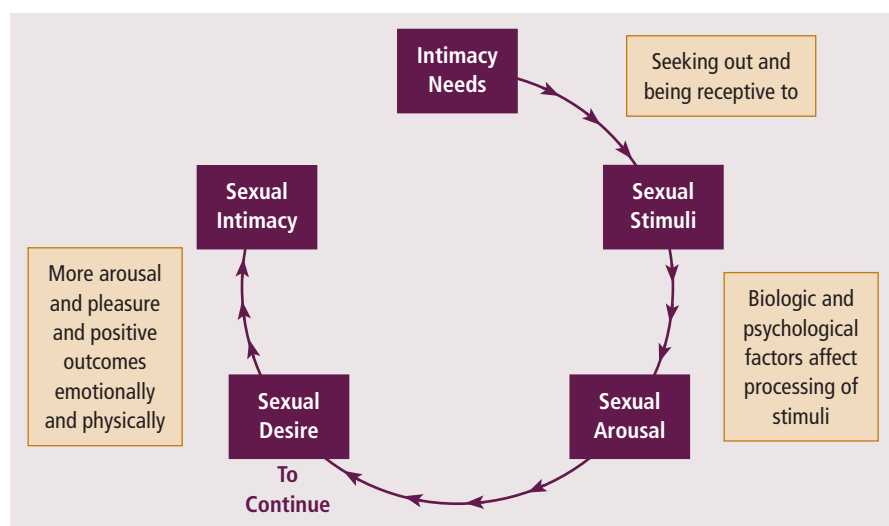 Intimacy
Needs
Seeking out and
being receptive to
Sexual
Stimuli
Biologic and
psychological
factors affect
processing of
stimuli
Sexual
Arousal
Sexual
Desire
To
Continue
More arousal
and pleasure
and positive
outcomes
emotionally
and physically
Sexual
Intimacy